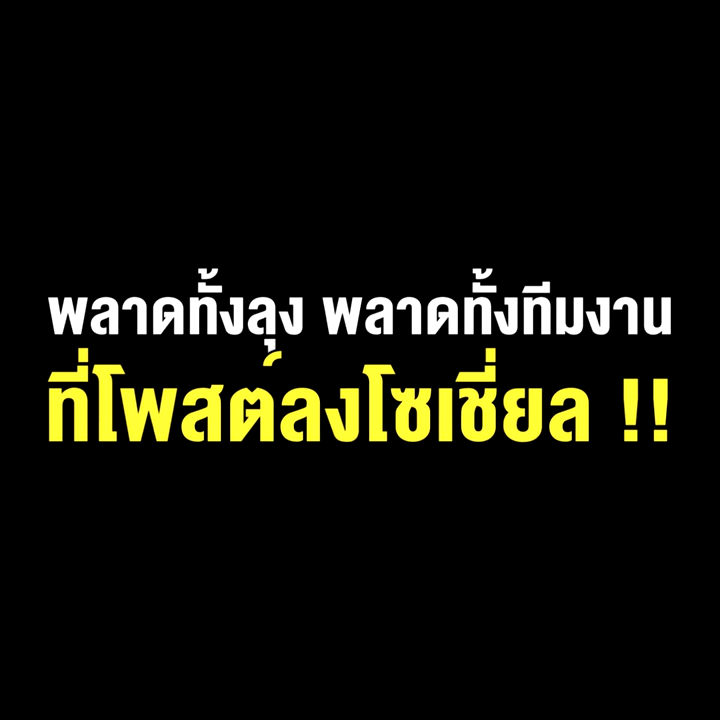 พลาดทั้งลุง พลาดทั้งทีมงาน
ที่โพสต์ลงโซเชี่ยล !!